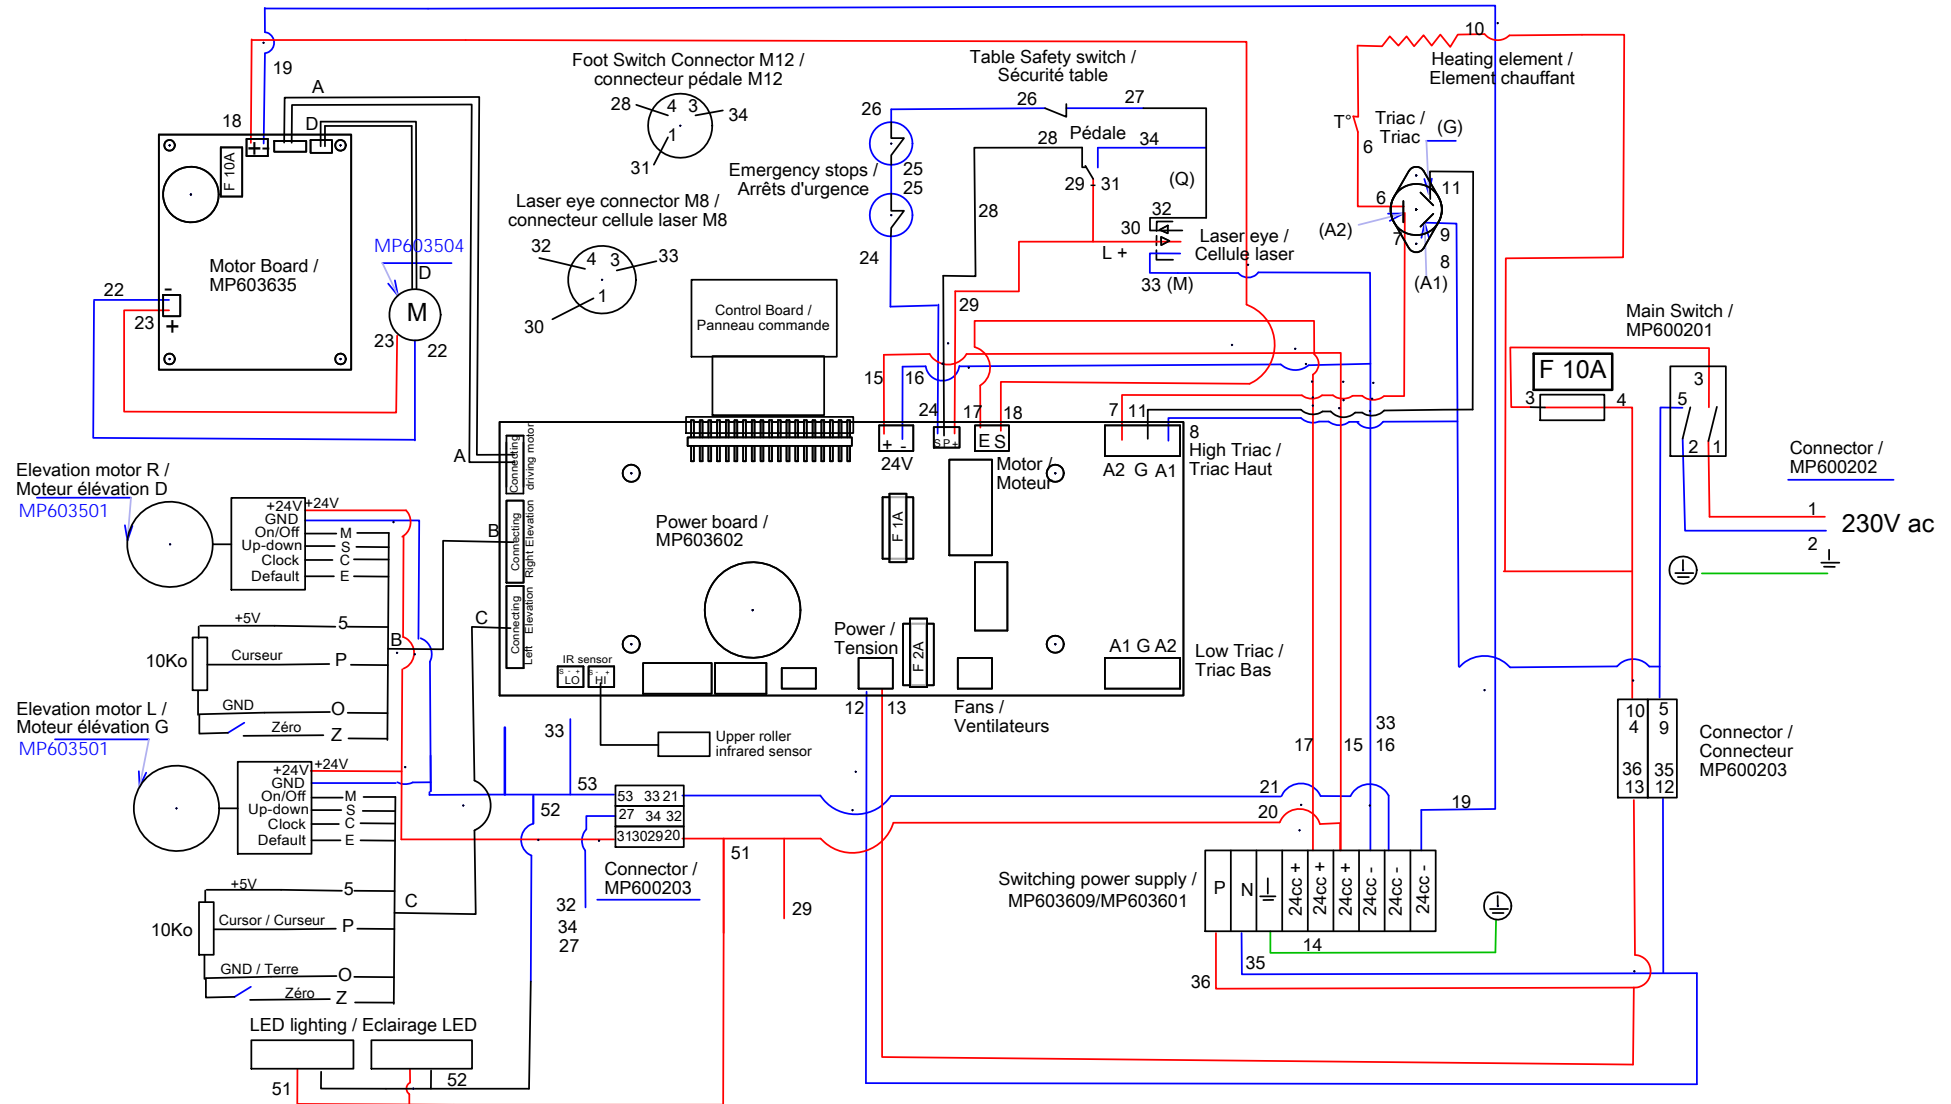 10
19
Foot Switch Connector M12 /
connecteur pédale M12
28
4 3
34
1
31
Table Safety switch /
Sécurité table
26
26
27
Heating element /
Element chauffant
A
18
D
+ -
F 10A
T°
6
Triac /
Triac
(G)
28
Pédale
34
Emergency stops /
Arrêts d'urgence
25
25
29 - 31
(Q)
6
11
Laser eye connector M8 /
connecteur cellule laser M8
32
4 3
33
1
30
28
32
30
Laser eye /
Cellule laser
L +
33 (M)
(A2)
7
9
8
(A1)
24
MP603504
D
Motor Board /
MP603635
22
-
23
+
M
23
22
Control Board /
Panneau commande
29
Main Switch /
MP600201
F 10A
3
3
4
5
2
1
15
16
24
17
18
7
11
8
+ -
24V
S P +
E S
Motor /
Moteur
A2 G A1
High Triac /
Triac Haut
Connector /
MP600202
1
230V ac
2
A
Connecting
driving motor
Elevation motor R /
Moteur élévation D
MP603501
+24V
+24V
GND
On/Off
M
Up-down
S
Clock
C
Default
E
B
Connecting
Right Elevation
Power board /
MP603602
F 1A
C
Connecting
Left Elevation
+5V
5
10Ko
Curseur
P
B
GND
O
Zéro
Z
IR sensor
S - +
LO
S - +
HI
Power /
Tension
F 2A
A1 G A2
Low Triac /
Triac Bas
12
13
Fans /
Ventilateurs
Upper roller
infrared sensor
Elevation motor L /
Moteur élévation G
MP603501
+24V
+24V
GND
On/Off
M
Up-down
S
Clock
C
Default
E
33
53
52
53 33 21
27 34 32
31302920
Connector /
MP600203
51
29
32
34
27
17
15
33
16
21
20
19
10 5
4 9
36 35
13 12
Connector /
Connecteur
MP600203
Switching power supply /
MP603609/MP603601
P
N
24cc +
24cc +
24cc +
24cc -
24cc -
24cc -
14
35
36
+5V
5
10Ko
Cursor / Curseur
P
C
GND / Terre
O
Zéro
Z
LED lighting / Eclairage LED
51
52